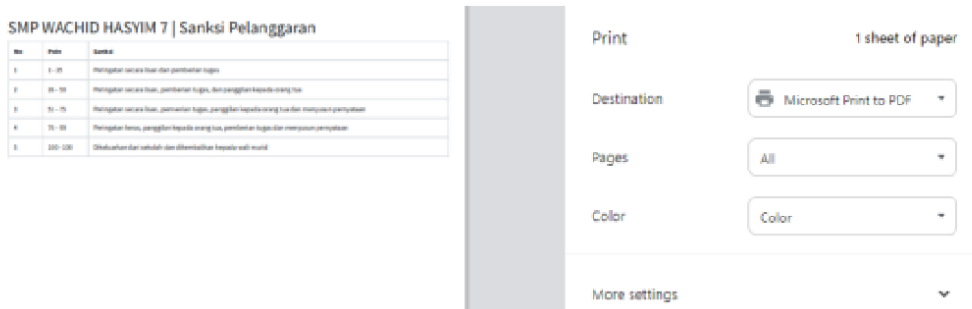 SMP WACHID HASYIM 7 | Sanksi Pelanggaran
No Poin Sanksi
1 1 - 25 Peringatan secara lisan dan pemberian tugas
2 26 - 50 Peringatan secara lisan, pemberian tugas, dan panggilan kepada orang tua
3 51 - 75 Peringatan secara lisan, pemberian tugas, panggilan kepada orang tua dan menyusun pernyataan
4 Peringatan keras, panggilan kepada orang tua, pemberian tugas dan menyusun pernyataan
5 100 - Dikeluarkan dari sekolah dan dikembalikan kepada wali murid
Print 1 sheet of paper
Destination Microsoft Print to PDF
Pages All
Color Color
More settings